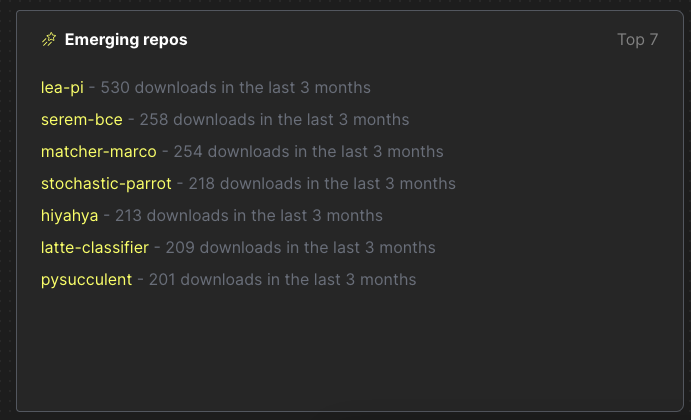 Emerging repos
Top 7
lea-pi - 530 downloads in the last 3 months
serem-bce - 258 downloads in the last 3 months
matcher-marco - 254 downloads in the last 3 months
stochastic-parrot - 218 downloads in the last 3 months
hiyahya - 213 downloads in the last 3 months
latte-classifier - 209 downloads in the last 3 months
pysucculent - 201 downloads in the last 3 months